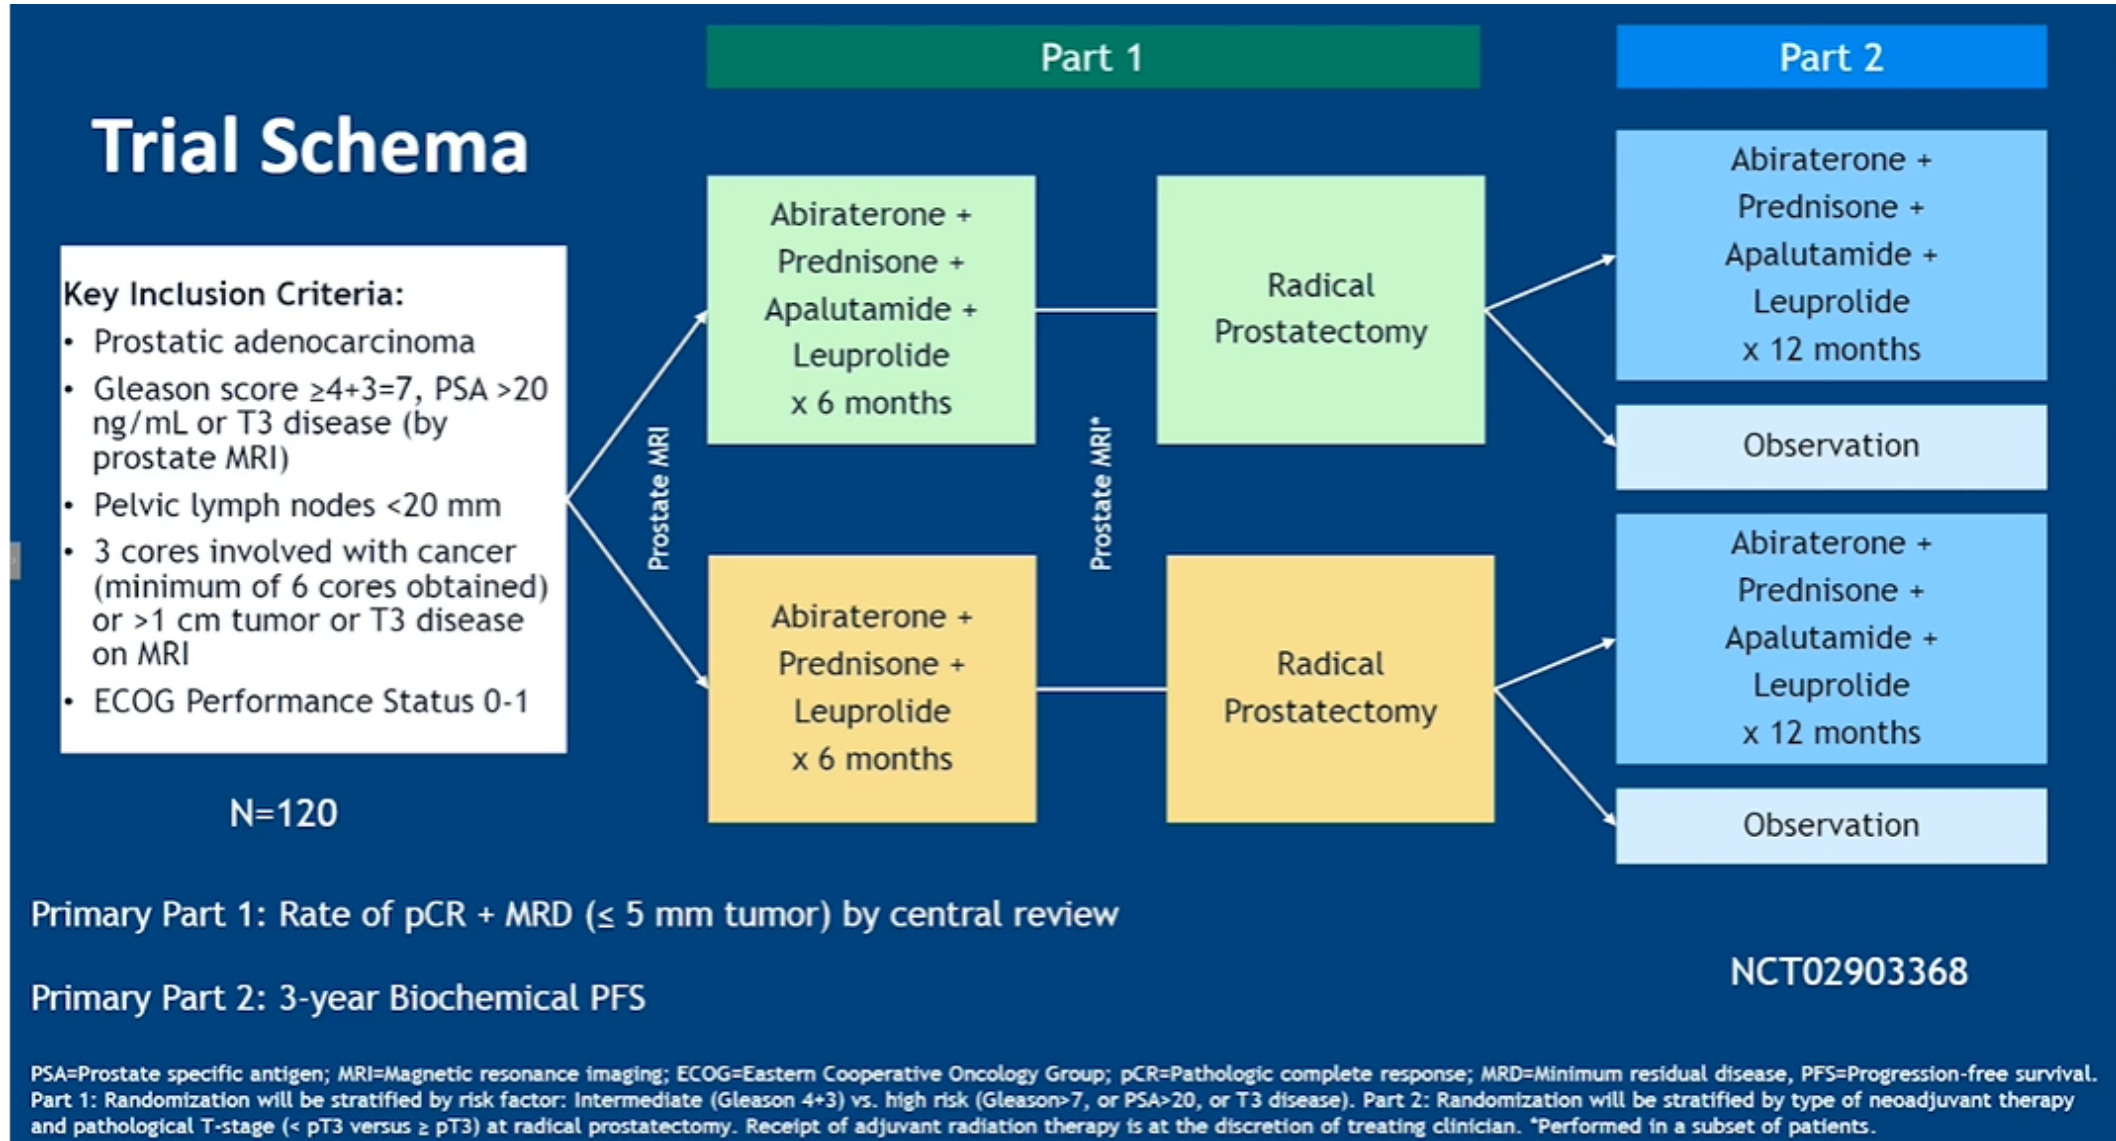 Part 1
Part 2
Trial Schema
Key Inclusion Criteria:
• Prostatic adenocarcinoma
• Gleason score ≥4+3=7, PSA >20
ng/mL or T3 disease (by
prostate MRI)
• Pelvic lymph nodes <20 mm
• 3 cores involved with cancer
(minimum of 6 cores obtained)
or >1 cm tumor or T3 disease
on MRI
• ECOG Performance Status 0-1
N=120
Prostate MRI
Abiraterone +
Prednisone +
Apalutamide +
Leuprolide
x 6 months
Abiraterone +
Prednisone +
Leuprolide
x 6 months
Prostate MRI*
Radical
Prostatectomy
Radical
Prostatectomy
Abiraterone +
Prednisone +
Apalutamide +
Leuprolide
x 12 months
Observation
Abiraterone +
Prednisone +
Apalutamide +
Leuprolide
x 12 months
Observation
Primary Part 1: Rate of pCR + MRD (≤ 5 mm tumor) by central review
Primary Part 2: 3-year Biochemical PFS
NCT02903368
PSA=Prostate specific antigen; MRI=Magnetic resonance imaging; ECOG=Eastern Cooperative Oncology Group; pCR=Pathologic complete response; MRD=Minimum residual disease, PFS=Progression-free survival.
Part 1: Randomization will be stratified by risk factor: Intermediate (Gleason 4+3) vs. high risk (Gleason>7, or PSA>20, or T3 disease). Part 2: Randomization will be stratified by type of neoadjuvant therapy
and pathological T-stage (< pT3 versus ≥ pT3) at radical prostatectomy. Receipt of adjuvant radiation therapy is at the discretion of treating clinician. *Performed in a subset of patients.